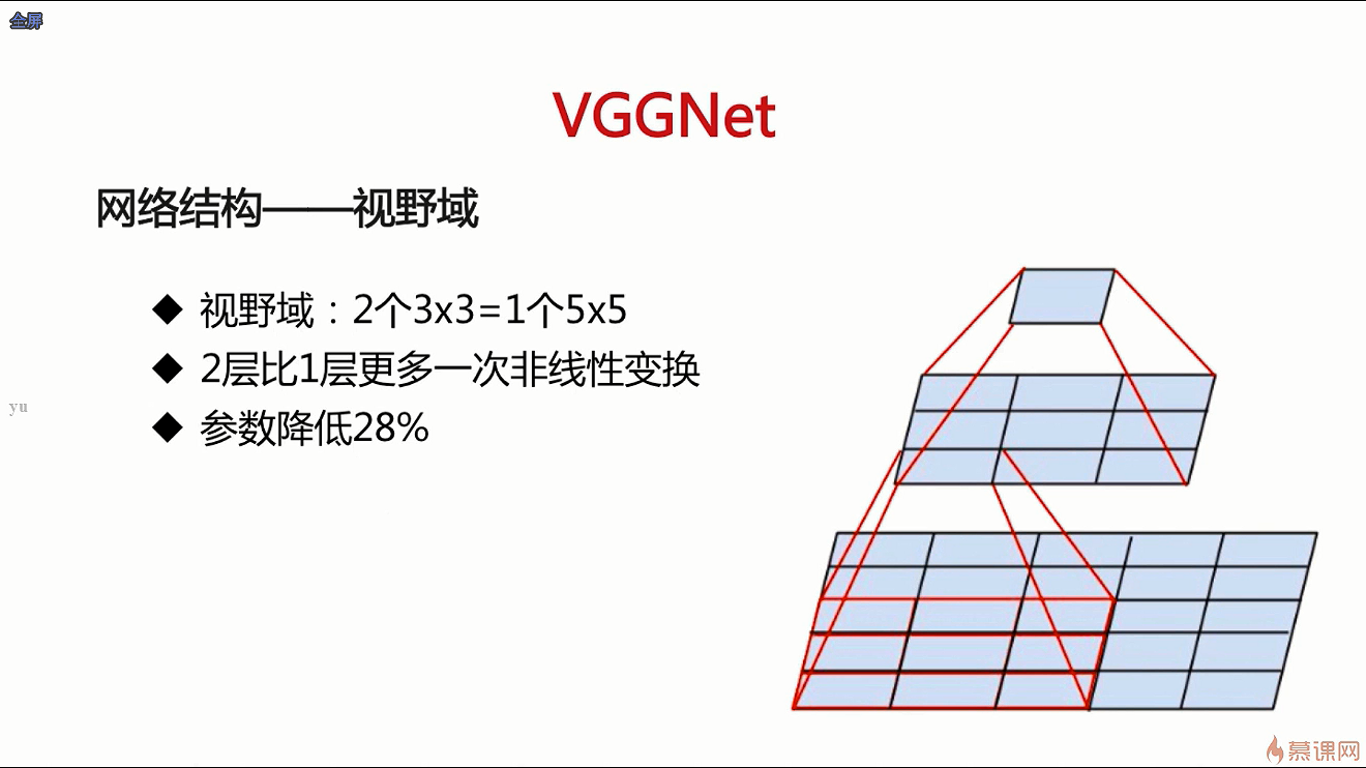 全屏
VGGNet
网络结构——视野域
◆ 视野域：2个3x3=1个5x5
◆ 2层比1层更多一次非线性变换
◆ 参数降低28%
yu
慕课网